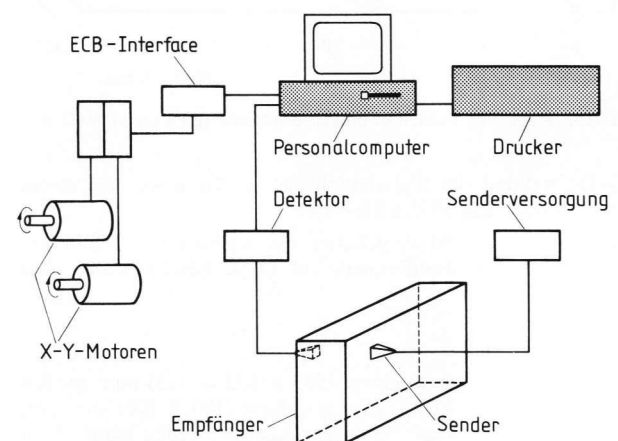 ECB-Interface
Personalcomputer
Drucker
Detektor
Senderversorgung
X-Y-Motoren
Empfänger
Sender